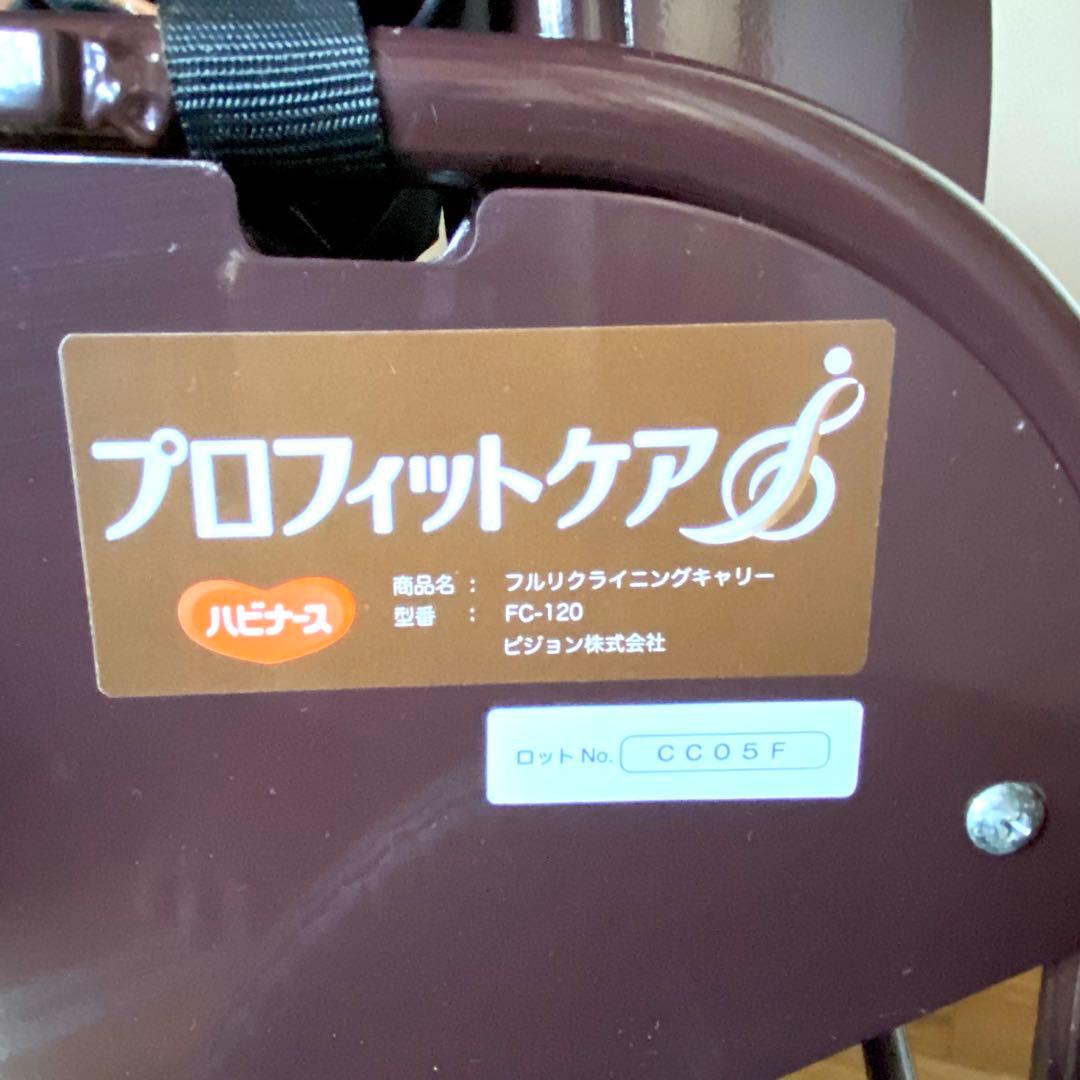 プロフィットケア
ハビナース
商品名 : フルリクライニングキャリー
型番 : FC-120
ピジョン株式会社
ロット No. CC05F